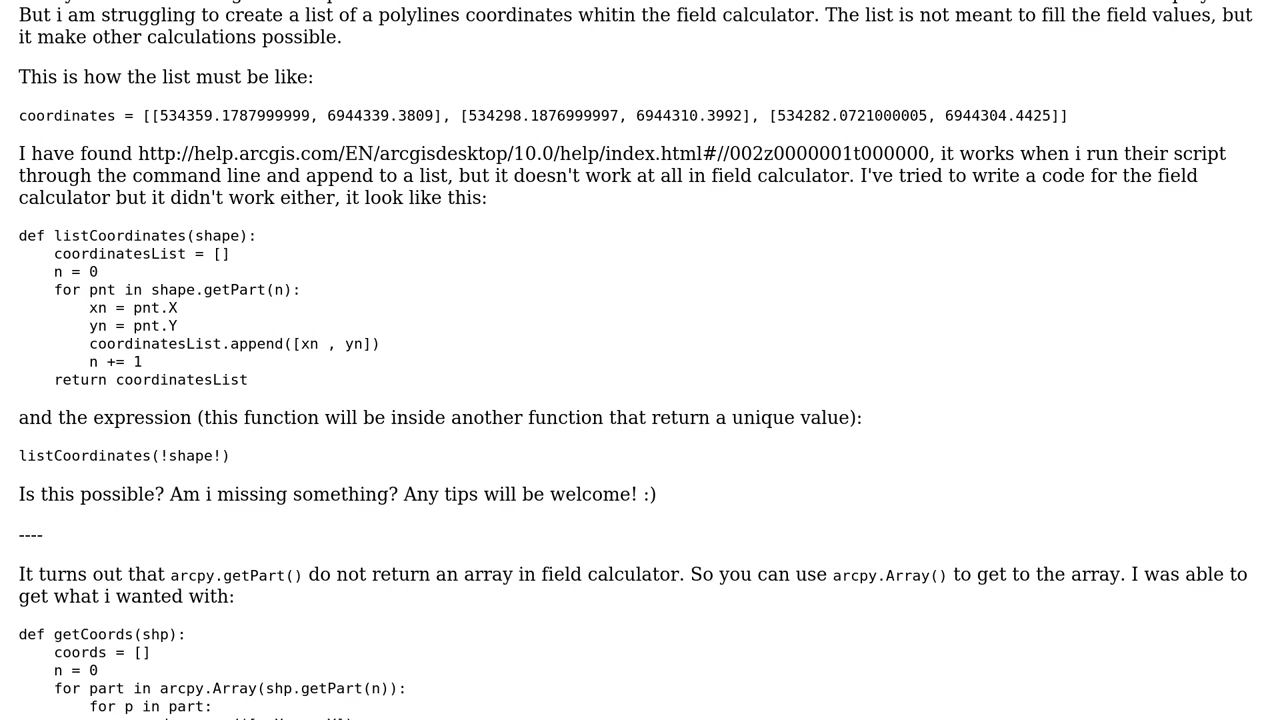 But i am struggling to create a list of a polylines coordinates whitin the field calculator. The list is not meant to fill the field values, but
it make other calculations possible.
This is how the list must be like:
coordinates = [[534359.1787999999, 6944339.3809], [534298.1876999997, 6944310.3992], [534282.0721000005, 6944304.4425]]
I have found http://help.arcgis.com/EN/arcgisdesktop/10.0/help/index.html#//002z0000001t000000, it works when i run their script
through the command line and append to a list, but it doesn't work at all in field calculator. I've tried to write a code for the field
calculator but it didn't work either, it look like this:
def listCoordinates(shape):
    coordinatesList = []
    n = 0
    for pnt in shape.getPart(n):
        xn = pnt.X
        yn = pnt.Y
        coordinatesList.append([xn , yn])
        n += 1
    return coordinatesList
and the expression (this function will be inside another function that return a unique value):
listCoordinates(!shape!)
Is this possible? Am i missing something? Any tips will be welcome! :)
----
It turns out that arcpy.getPart() do not return an array in field calculator. So you can use arcpy.Array() to get to the array. I was able to
get what i wanted with:
def getCoords(shp):
    coords = []
    n = 0
    for part in arcpy.Array(shp.getPart(n)):
        for p in part: